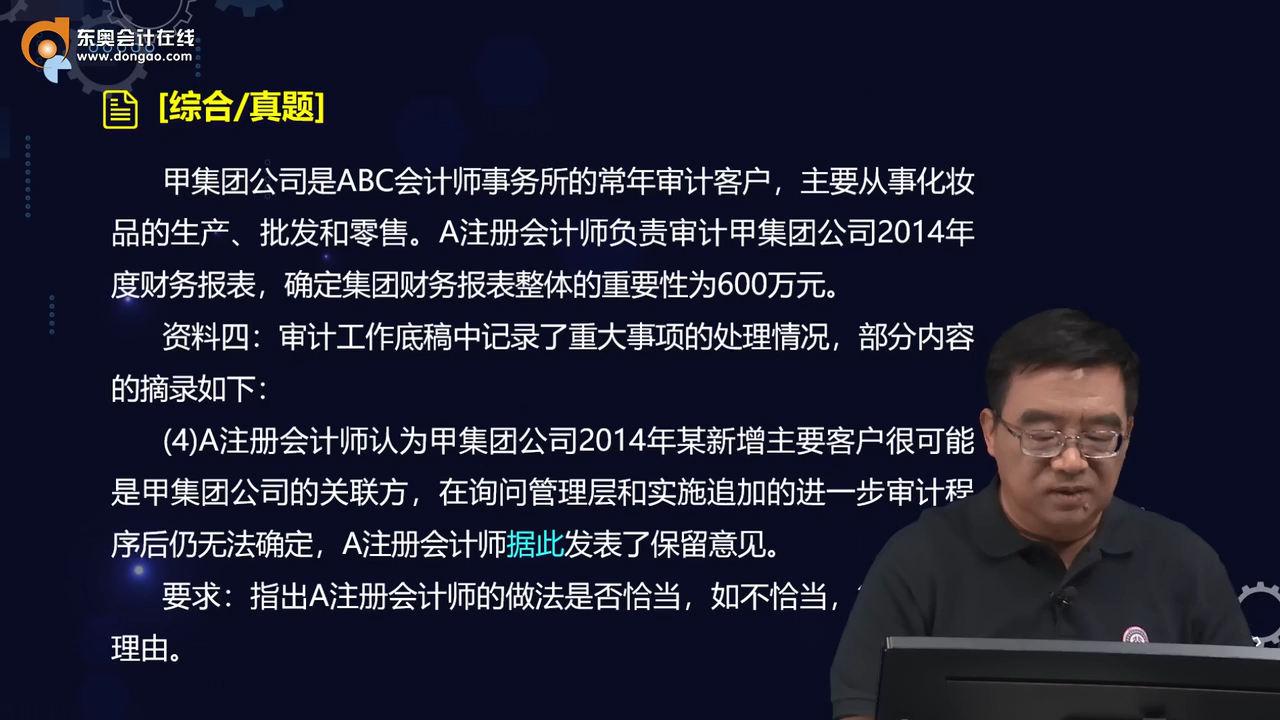 东奥会计在线
www.dongao.com
[综合/真题]
甲集团公司是ABC会计师事务所的常年审计客户，主要从事化妆
品的生产、批发和零售。A注册会计师负责审计甲集团公司2014年
度财务报表，确定集团财务报表整体的重要性为600万元。
资料四：审计工作底稿中记录了重大事项的处理情况，部分内容
的摘录如下：
(4)A注册会计师认为甲集团公司2014年某新增主要客户很可能
是甲集团公司的关联方，在询问管理层和实施追加的进一步审计程
序后仍无法确定，A注册会计师据此发表了保留意见。
要求：指出A注册会计师的做法是否恰当，如不恰当，
理由。